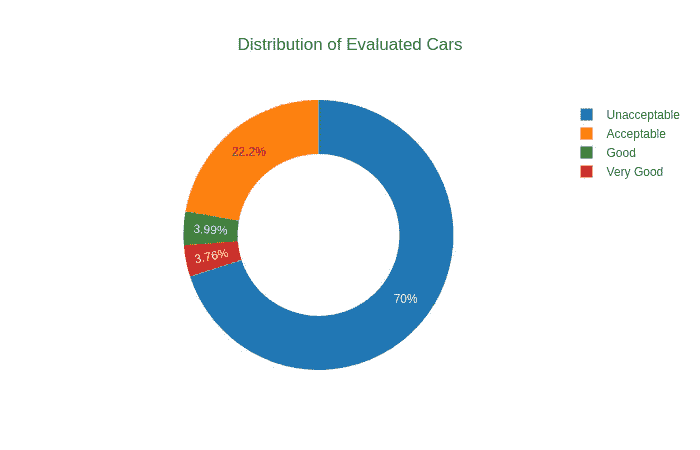 Distribution of Evaluated Cars
Unacceptable
Acceptable
Good
Very Good
22.2%
3.99%
3.76%
70%